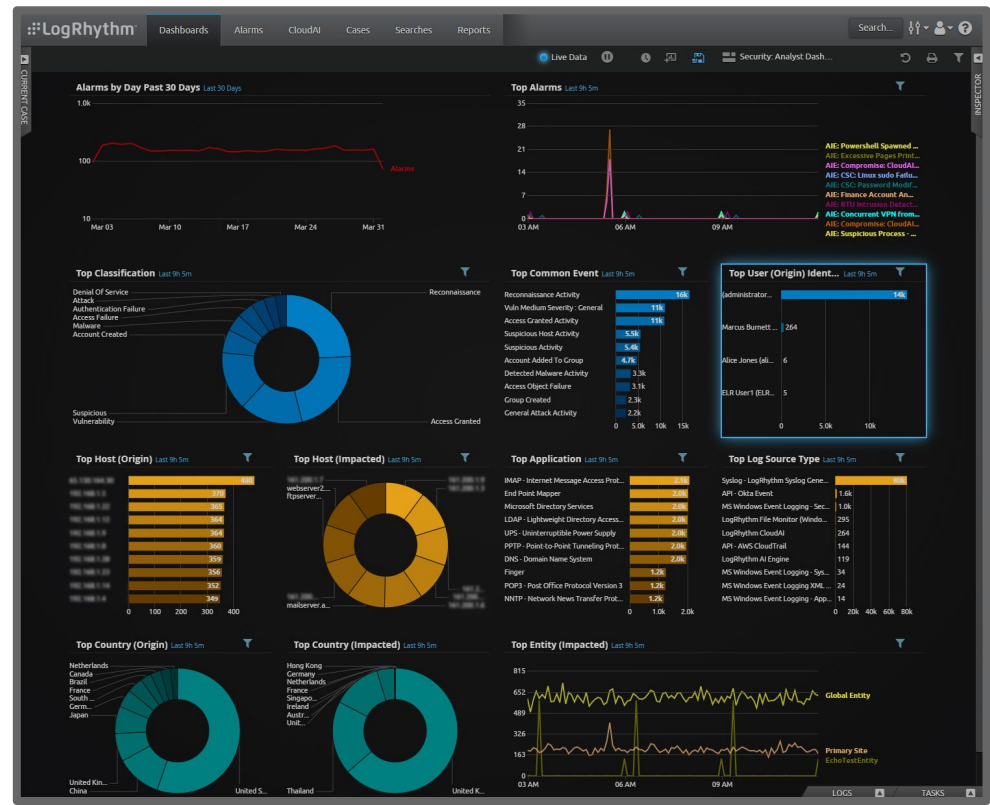 LogRhythm Dashboards Alarms CloudAI Cases Searches Reports Search...
Live Data Security: Analyst Dash...
CURRENT CASE
INSPECTOR
Alarms by Day Past 30 Days Last 30 Days
1.0k
100
10
Alarms
Mar 03 Mar 10 Mar 17 Mar 24 Mar 31
Top Alarms Last 9h 5m
35
28
21
14
7
0
03 AM 06 AM 09 AM
AIE: Powershell Spawned ...
AIE: Excessive Pages Print...
AIE: Compromise: CloudAI...
AIE: CSC: Linux sudo Failu...
AIE: CSC: Password Modif...
AIE: Finance Account An...
AIE: RTU Intrusion Detact...
AIE: Concurrent VPN from...
AIE: Compromise: CloudAI...
AIE: Suspicious Process - ...
Top Classification Last 9h 5m
Denial Of Service
Attack
Authentication Failure
Access Failure
Malware
Account Created
Reconnaissance
Suspicious
Vulnerability
Access Granted
Top Common Event Last 9h 5m
Reconnaissance Activity 16k
Vuln Medium Severity : General 11k
Access Granted Activity 11k
Suspicious Host Activity 5.5k
Suspicious Activity 5.4k
Account Added To Group 4.7k
Detected Malware Activity 3.3k
Access Object Failure 3.1k
Group Created 2.3k
General Attack Activity 2.2k
0 5.0k 10k 15k
Top User (Origin) Ident... Last 9h 5m
(administrator... 14k
Marcus Burnett ... 264
Alice Jones (ali... 6
ELR User1 (ELR... 5
0 5.0k 10k
Top Host (Origin) Last 9h 5m
370
365
364
364
360
359
356
352
349
0 100 200 300 400
Top Host (Impacted) Last 9h 5m
webserver2...
ftpserver...
mailserver.a...
Top Application Last 9h 5m
IMAP - Internet Message Access Prot... 2.1k
End Point Mapper 2.0k
Microsoft Directory Services 2.0k
LDAP - Lightweight Directory Access... 2.0k
UPS - Uninterruptible Power Supply 2.0k
PPTP - Point-to-Point Tunneling Prot... 2.0k
DNS - Domain Name System 2.0k
Finger 1.2k
POP3 - Post Office Protocol Version 3 1.2k
NNTP - Network News Transfer Prot... 1.2k
0 1.0k 2.0k
Top Log Source Type Last 9h 5m
Syslog - LogRhythm Syslog Gene... 80k
API - Okta Event 1.6k
MS Windows Event Logging - Sec... 1.0k
LogRhythm File Monitor (Windo... 295
LogRhythm CloudAI 264
API - AWS CloudTrail 144
LogRhythm AI Engine 119
MS Windows Event Logging - Sys... 34
MS Windows Event Logging XML ... 24
MS Windows Event Logging - App... 14
0 20k 40k 60k 80k
Top Country (Origin) Last 9h 5m
Netherlands
Canada
Brazil
France
South ...
Germ...
Japan
United Kin...
China
United S...
Top Country (Impacted) Last 9h 5m
Hong Kong
Germany
Netherlands
France
Singapo...
Ireland
Austr...
Unit...
Thailand
United K...
Top Entity (Impacted) Last 9h 5m
815
652
489
326
163
0
03 AM 06 AM 09 AM
Global Entity
Primary Site
EchoTestEntity
LOGS TASKS